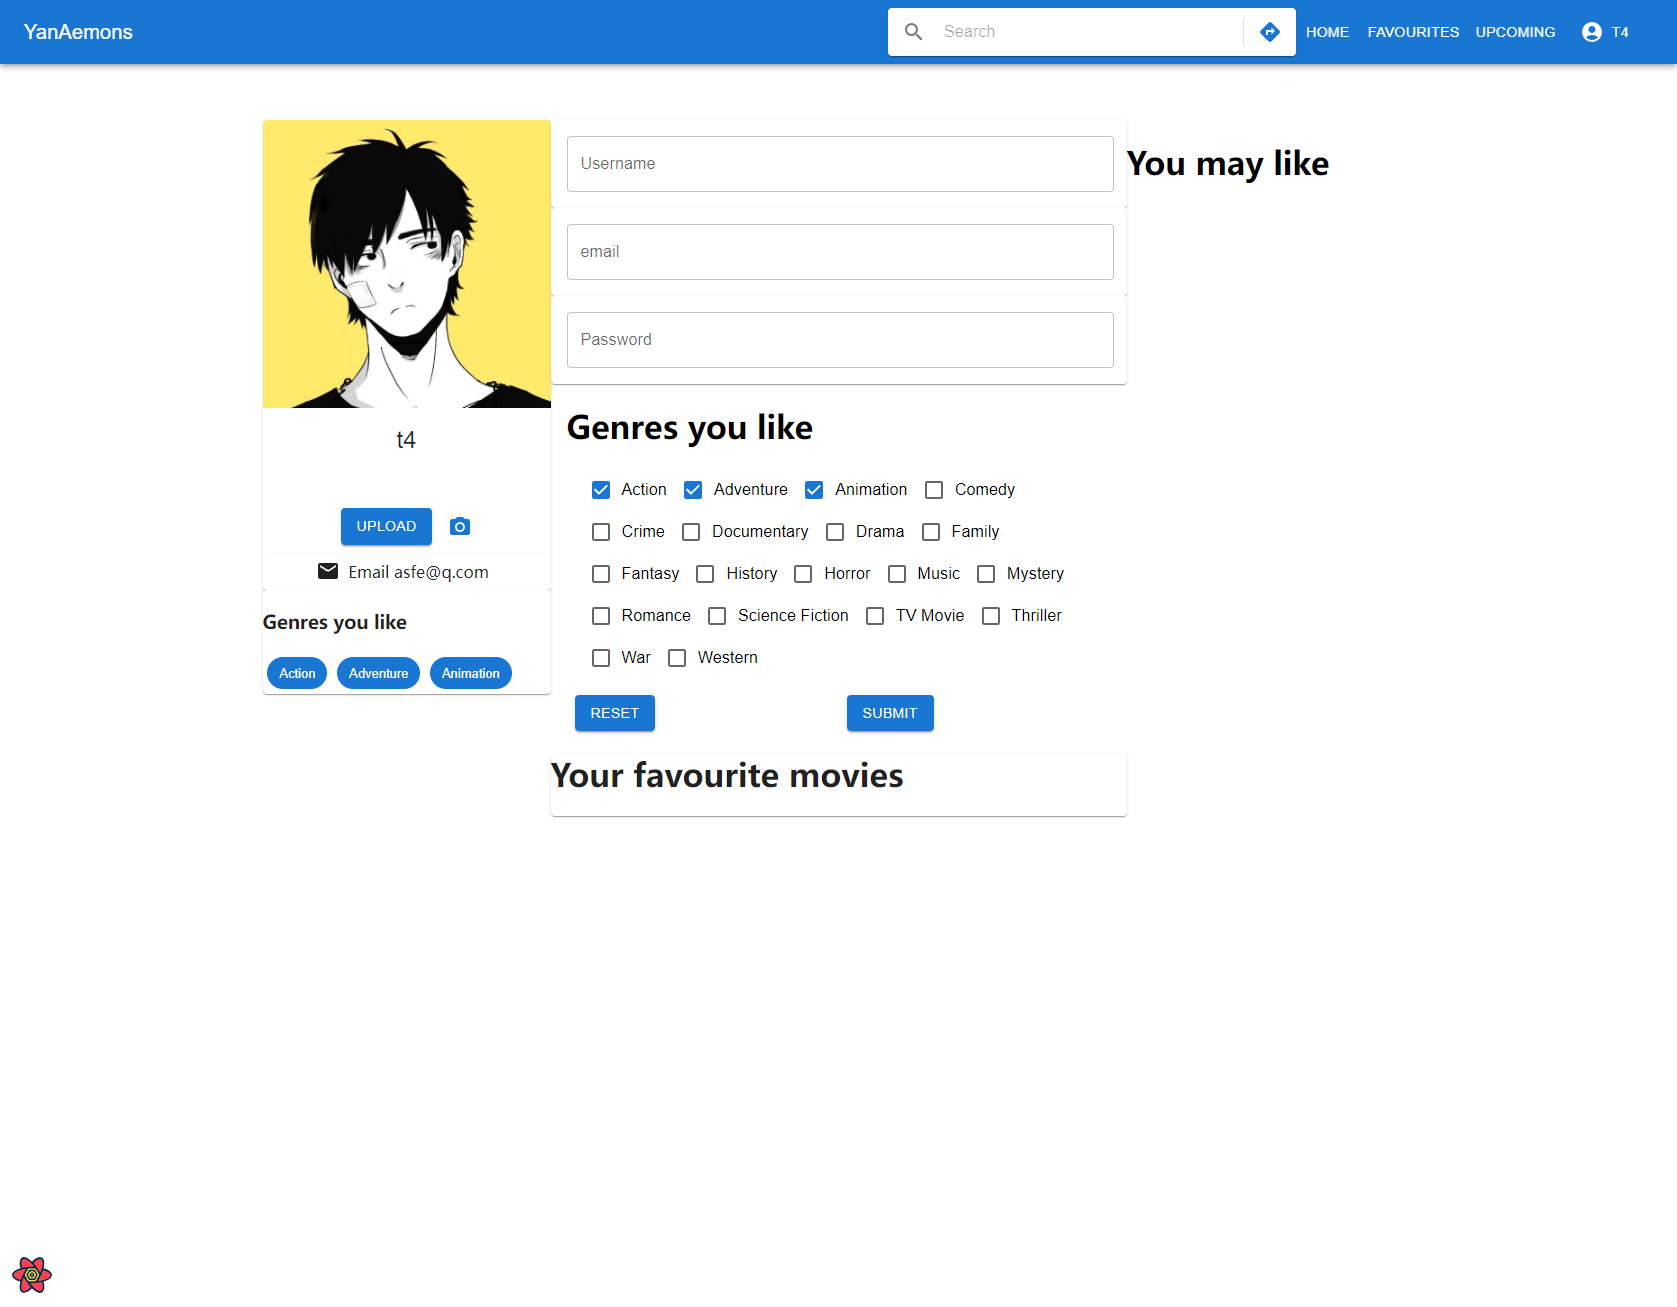 YanAemons
Search
HOME FAVOURITES UPCOMING T4
t4
UPLOAD
Email asfe@q.com
Genres you like
Action Adventure Animation
Username
email
Password
Genres you like
Action Adventure Animation Comedy
Crime Documentary Drama Family
Fantasy History Horror Music Mystery
Romance Science Fiction TV Movie Thriller
War Western
RESET SUBMIT
Your favourite movies
You may like